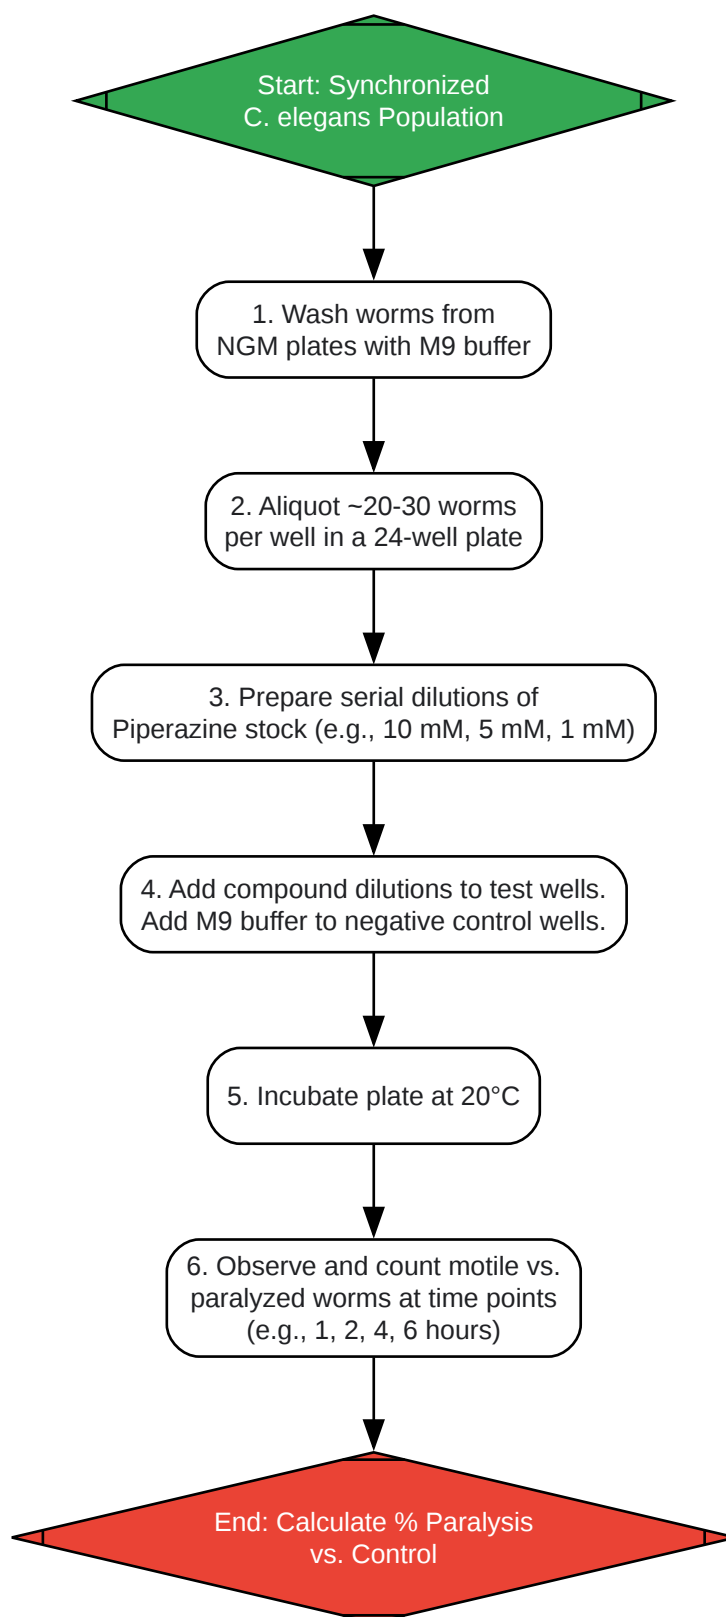 Start: Synchronized
C. elegans Population
1. Wash worms from
NGM plates with M9 buffer
2. Aliquot ~20-30 worms
per well in a 24-well plate
3. Prepare serial dilutions of
Piperazine stock (e.g., 10 mM, 5 mM, 1 mM)
4. Add compound dilutions to test wells.
Add M9 buffer to negative control wells.
5. Incubate plate at 20°C
6. Observe and count motile vs.
paralyzed worms at time points
(e.g., 1, 2, 4, 6 hours)
End: Calculate % Paralysis
vs. Control